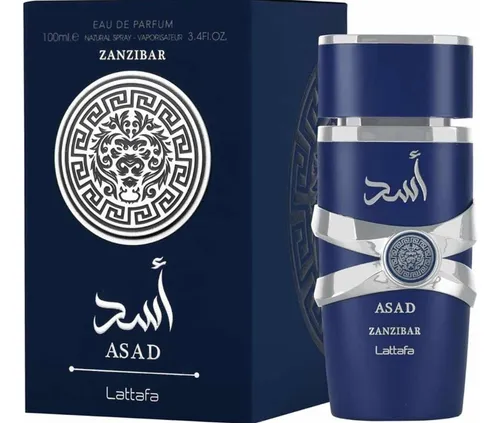 EAU DE PARFUM
100ml.e NATURAL SPRAY - VAPORISATEUR 3.4FL.OZ.
ZANZIBAR
أسد
ASAD
Lattafa
أسد
ASAD
ZANZIBAR
Lattafa